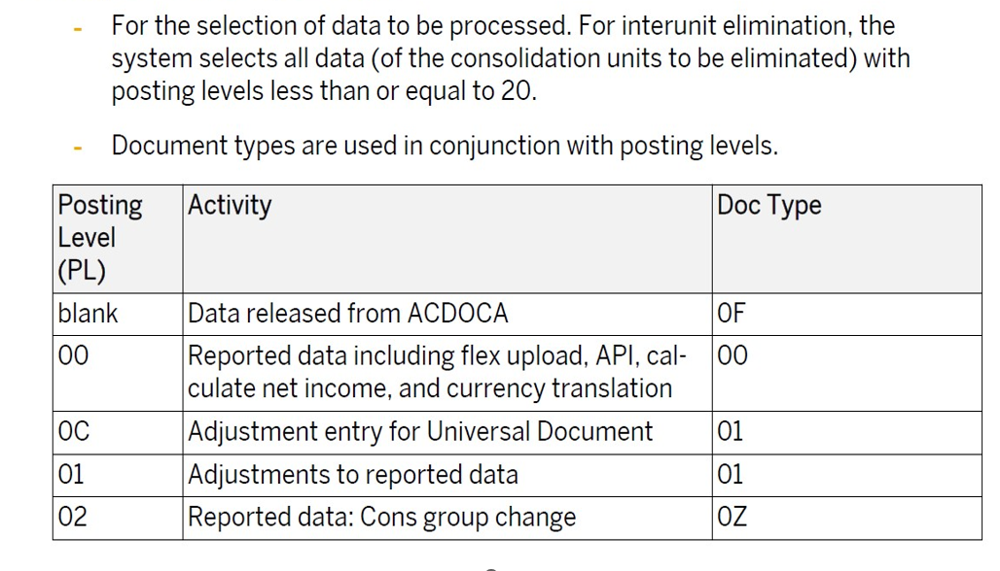 - For the selection of data to be processed. For interunit elimination, the
system selects all data (of the consolidation units to be eliminated) with
posting levels less than or equal to 20.
- Document types are used in conjunction with posting levels.
Posting Level (PL) Activity Doc Type
blank Data released from ACDOCA 0F
00 Reported data including flex upload, API, cal-
culate net income, and currency translation 00
0C Adjustment entry for Universal Document 01
01 Adjustments to reported data 01
02 Reported data: Cons group change 0Z